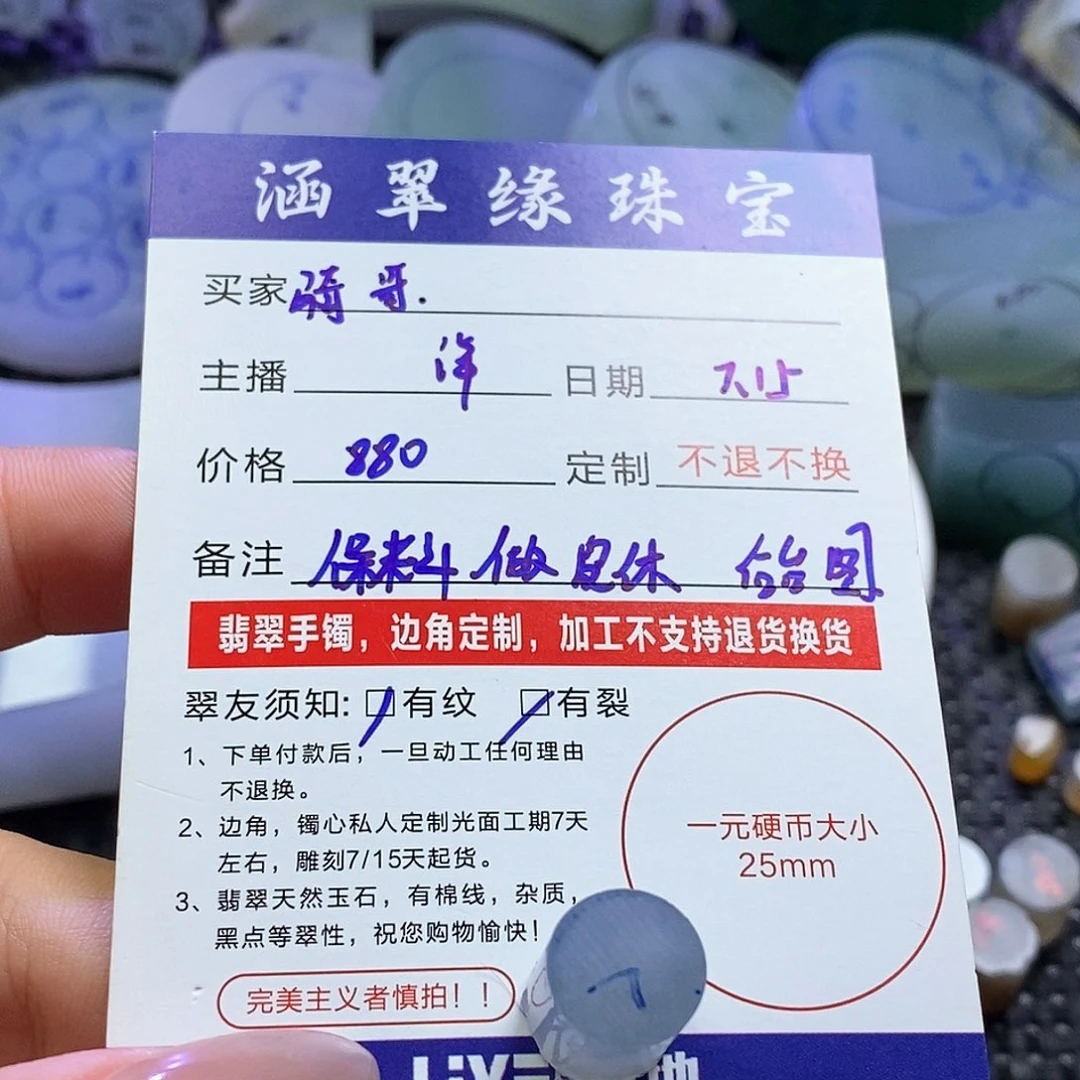 涵翠缘珠宝
买家 骑哥.
主播 洋 日期 7.15
价格 880 定制 不退不换
备注 保料 做
翡翠手镯，边角定制，加工不支持退货换货
翠友须知: 有纹 有裂
1、下单付款后，一旦动工任何理由
不退换。
2、边角，镯心私人定制光面工期7天
左右，雕刻7/15天起货。
3、翡翠天然玉石，有棉线，杂质，
黑点等翠性，祝您购物愉快！
完美主义者慎拍！！
一元硬币大小
25mm